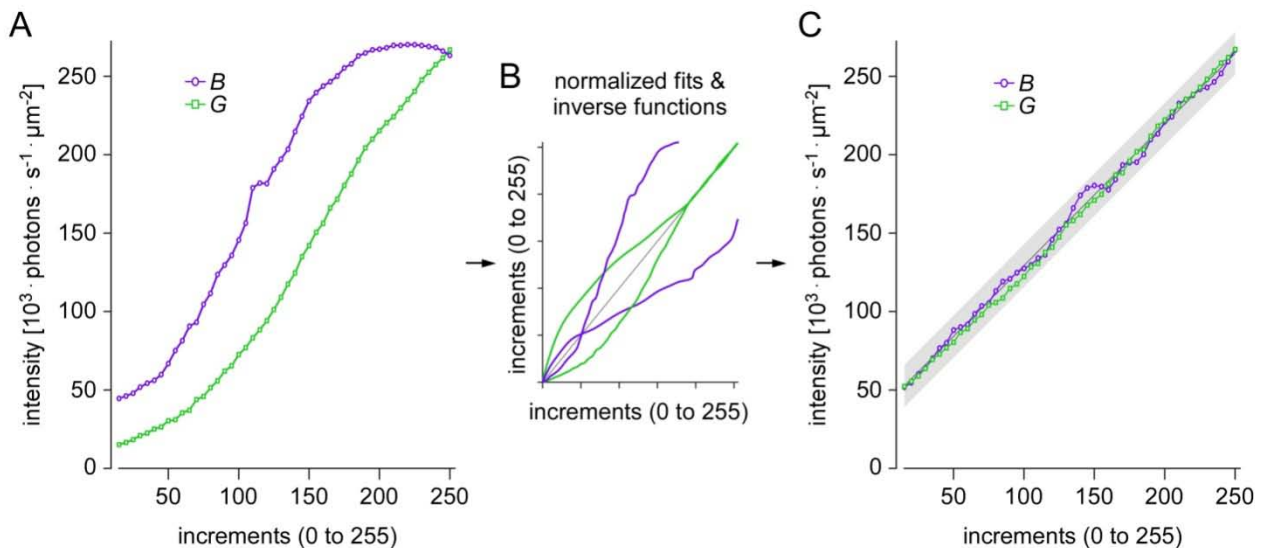 A
intensity [10³ · photons · s⁻¹ · µm⁻²]
250
200
150
100
50
0
B
G
50 100 150 200 250
increments (0 to 255)
B
normalized fits &
inverse functions
increments (0 to 255)
increments (0 to 255)
C
intensity [10³ · photons · s⁻¹ · µm⁻²]
250
200
150
100
50
0
B
G
50 100 150 200 250
increments (0 to 255)